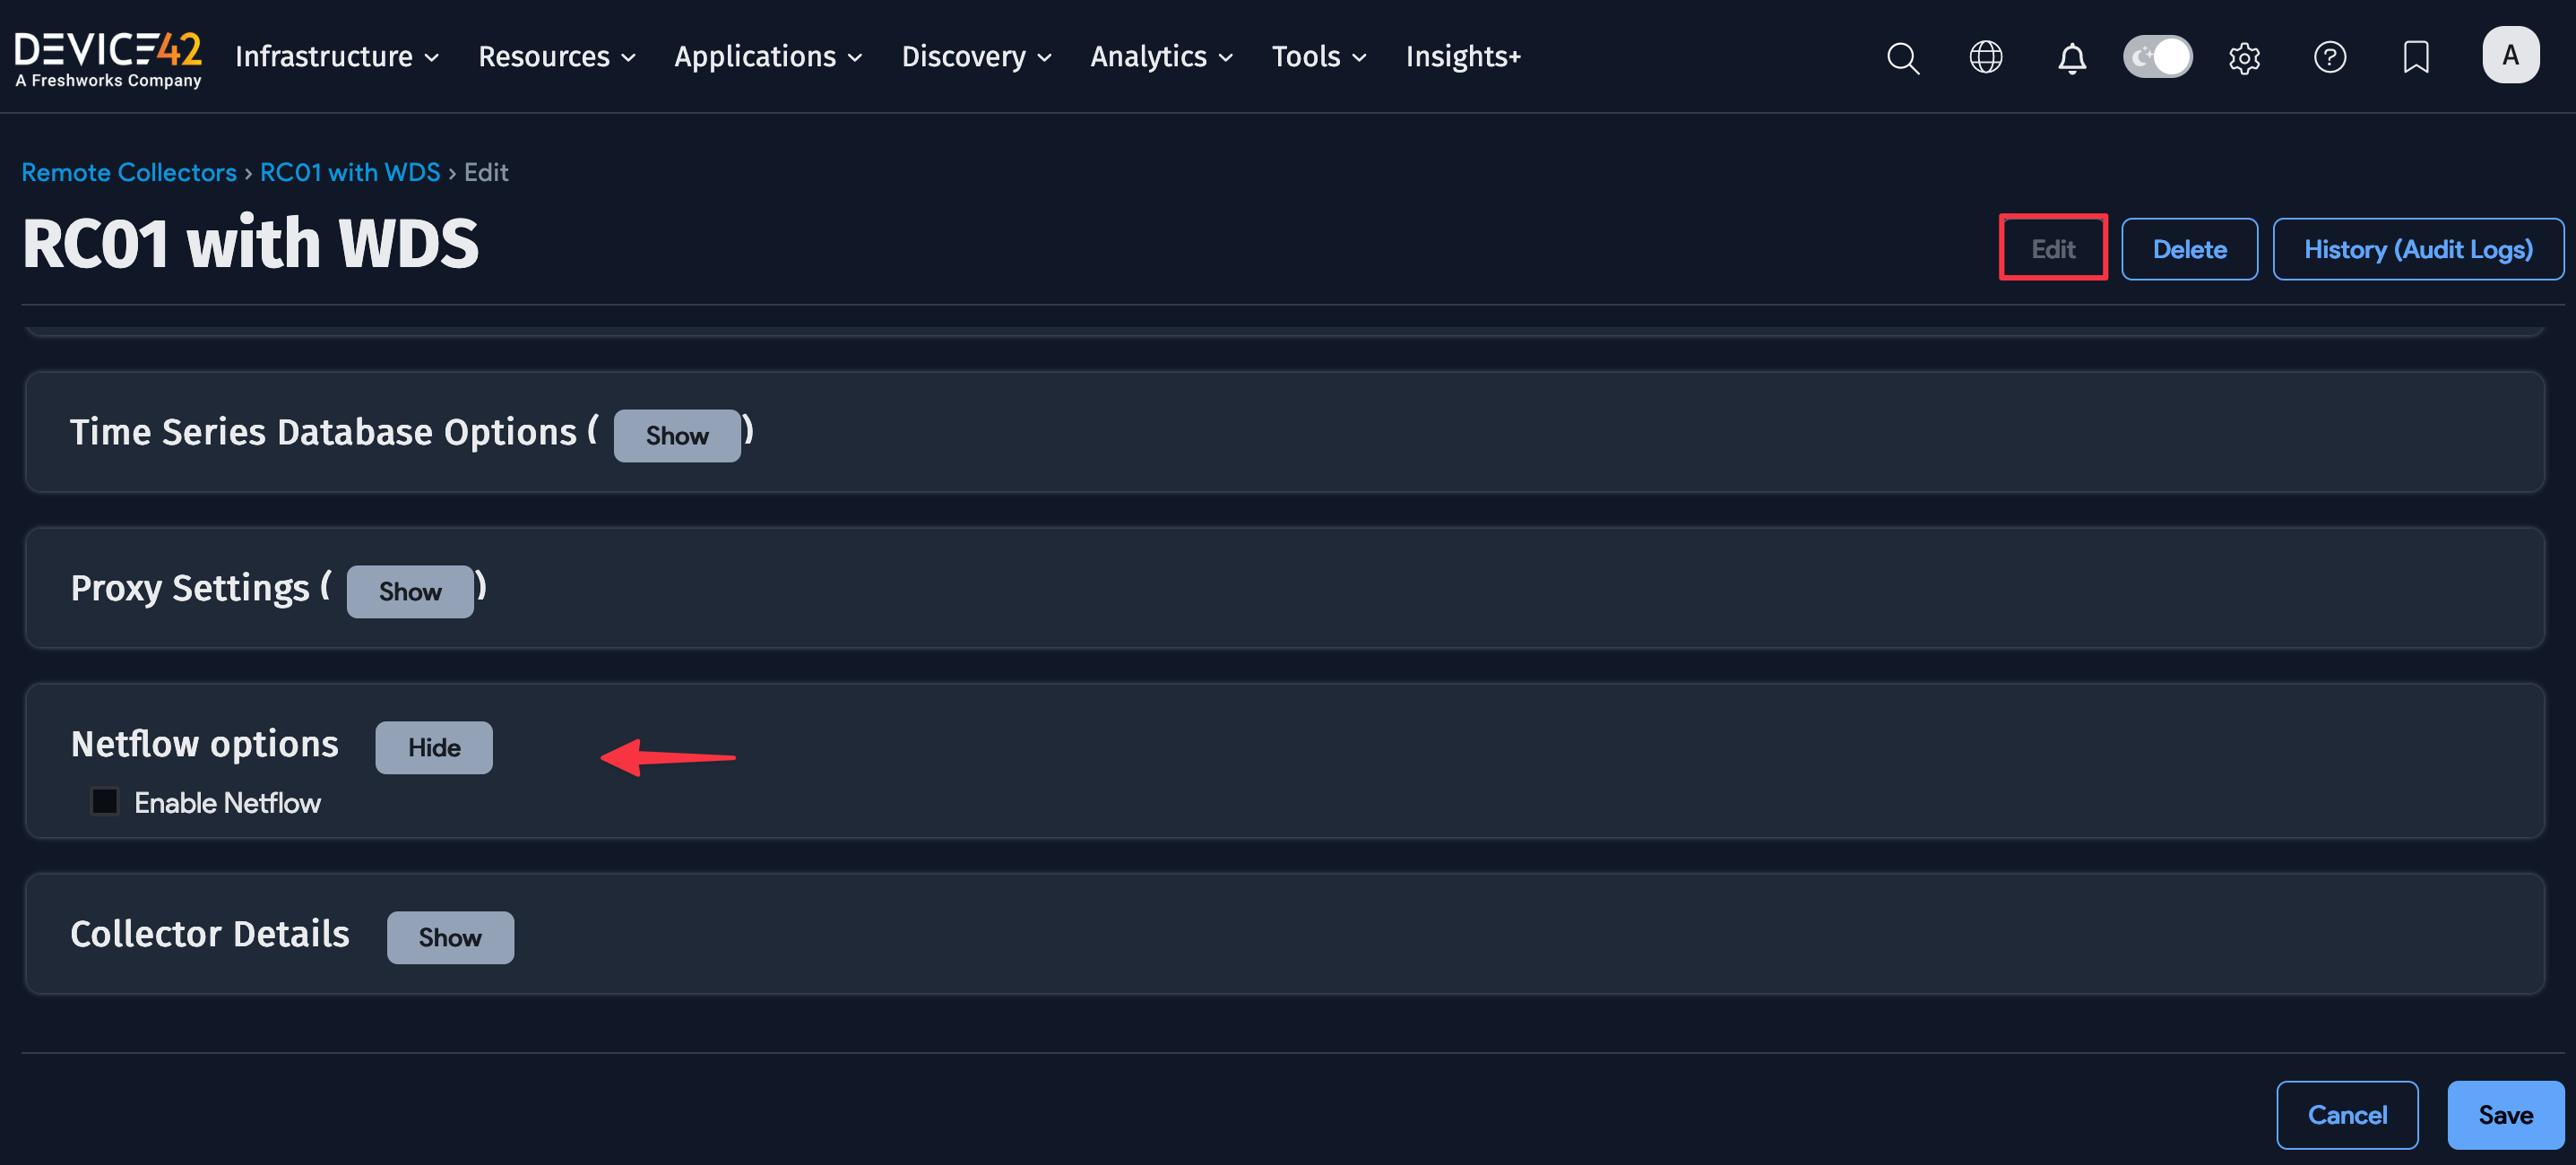 DEVICE42
A Freshworks Company
Infrastructure Resources Applications Discovery Analytics Tools Insights+
A
Remote Collectors › RC01 with WDS › Edit
RC01 with WDS
Edit Delete History (Audit Logs)
Time Series Database Options ( Show )
Proxy Settings ( Show )
Netflow options Hide
Enable Netflow
Collector Details Show
Cancel Save